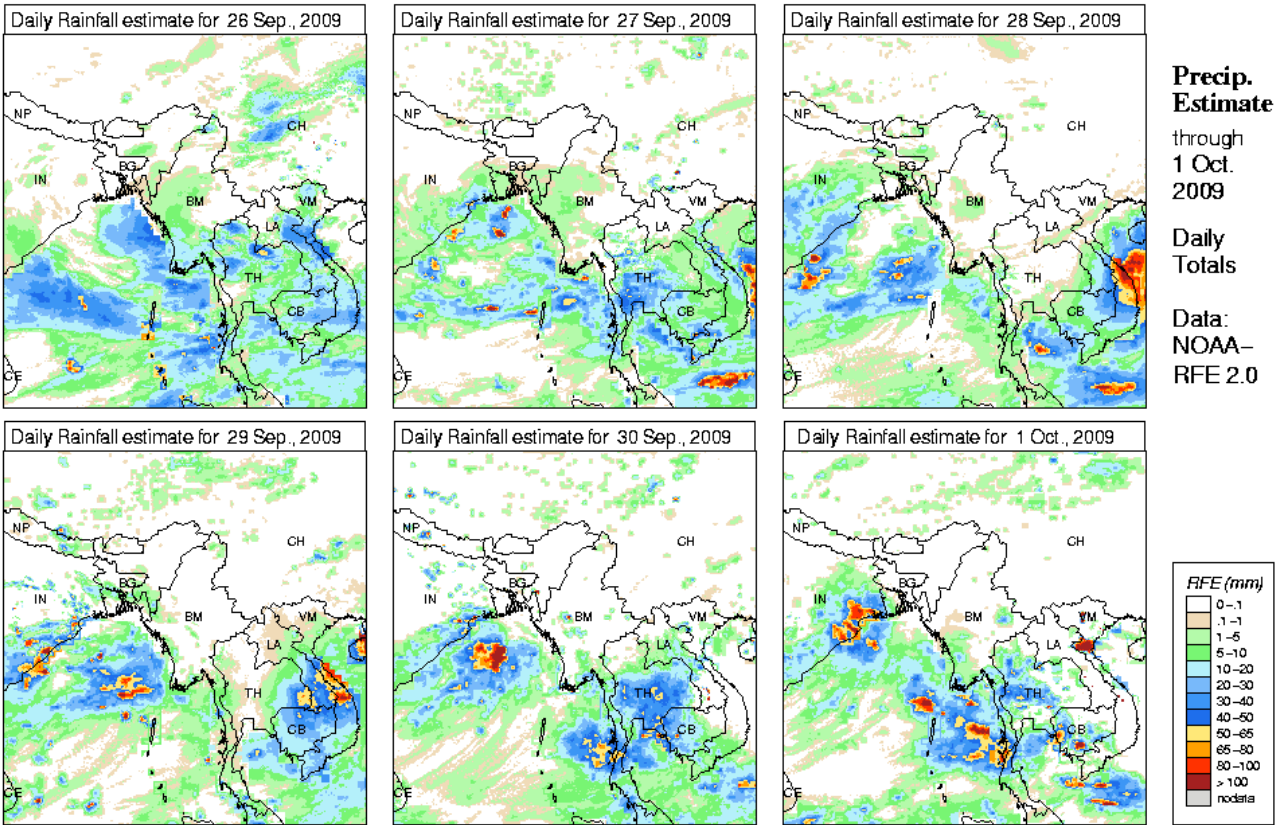 Daily Rainfall estimate for 26 Sep., 2009
Daily Rainfall estimate for 27 Sep., 2009
Daily Rainfall estimate for 28 Sep., 2009
NP
CH
BG
IN
BM
VM
LA
TH
CB
CE
NP
CH
BG
IN
BM
VM
LA
TH
CB
CE
NP
CH
BG
IN
BM
VM
LA
TH
CB
CE
Precip.
Estimate
through
1 Oct.
2009
Daily
Totals
Data:
NOAA–
RFE 2.0
Daily Rainfall estimate for 29 Sep., 2009
Daily Rainfall estimate for 30 Sep., 2009
Daily Rainfall estimate for 1 Oct., 2009
NP
CH
BG
IN
BM
VM
LA
TH
CB
CE
NP
CH
BG
IN
BM
VM
LA
TH
CB
CE
NP
CH
BG
IN
BM
VM
LA
TH
CB
CE
RFE (mm)
0–.1
.1–1
1–5
5–10
10–20
20–30
30–40
40–50
50–65
65–80
80–100
> 100
nodata